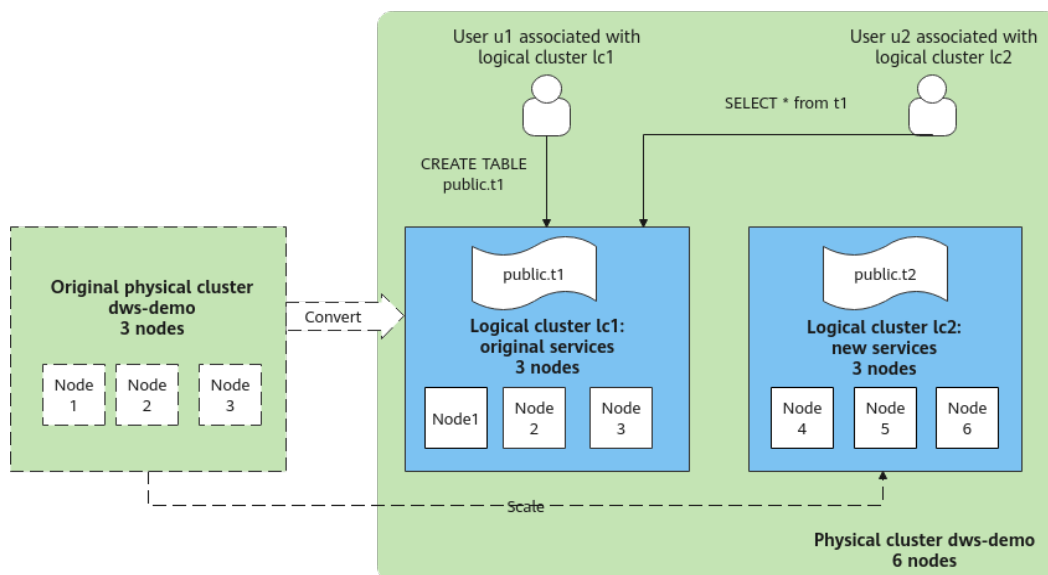 User u1 associated with
logical cluster lc1
User u2 associated with
logical cluster lc2
SELECT * from t1
CREATE TABLE
public.t1
Original physical cluster
dws-demo
3 nodes
Node
1
Node
2
Node
3
Convert
public.t1
Logical cluster lc1:
original services
3 nodes
Node1
Node
2
Node
3
public.t2
Logical cluster lc2:
new services
3 nodes
Node
4
Node
5
Node
6
Scale
Physical cluster dws-demo
6 nodes